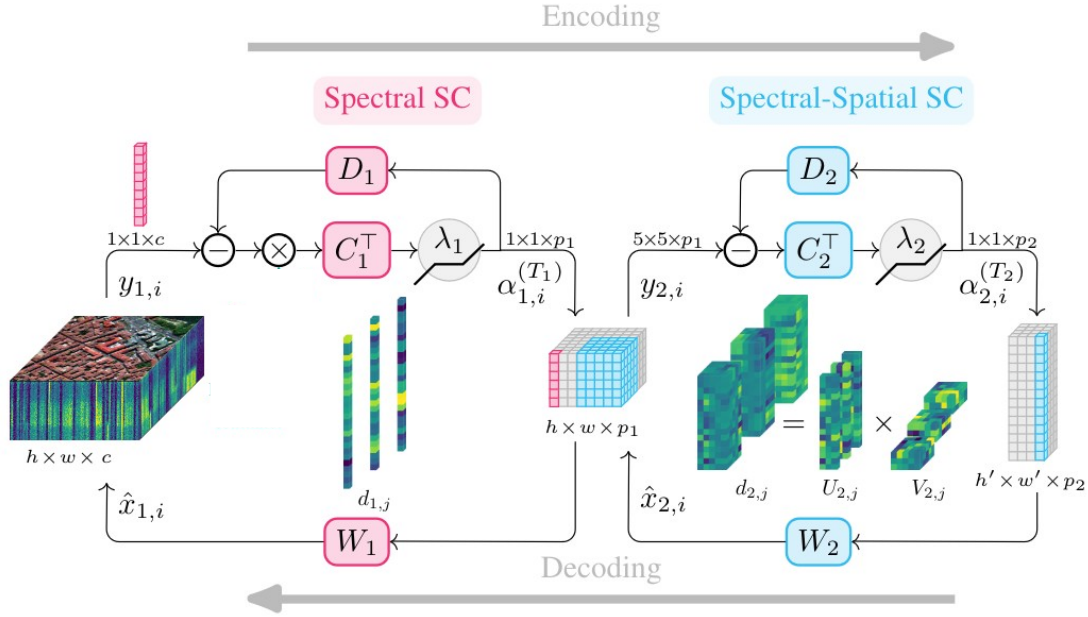 Encoding
Spectral SC
Spectral-Spatial SC
D₁
D₂
1×1×c
−
×
C₁^⊤
λ₁
1×1×p₁
5×5×p₁
−
C₂^⊤
λ₂
1×1×p₂
y₁,ᵢ
α₁,ᵢ^(T₁)
y₂,ᵢ
α₂,ᵢ^(T₂)
h × w × c
d₁,ⱼ
h × w × p₁
=
×
d₂,ⱼ
U₂,ⱼ
V₂,ⱼ
h′ × w′ × p₂
x̂₁,ᵢ
x̂₂,ᵢ
W₁
W₂
Decoding